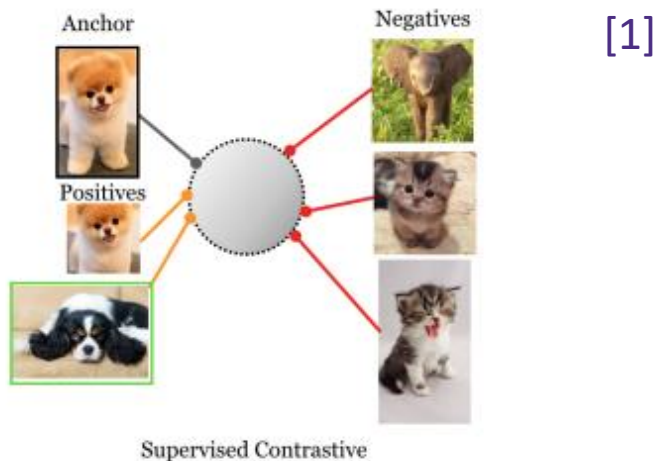 Anchor
Negatives
[1]
Positives
Supervised Contrastive